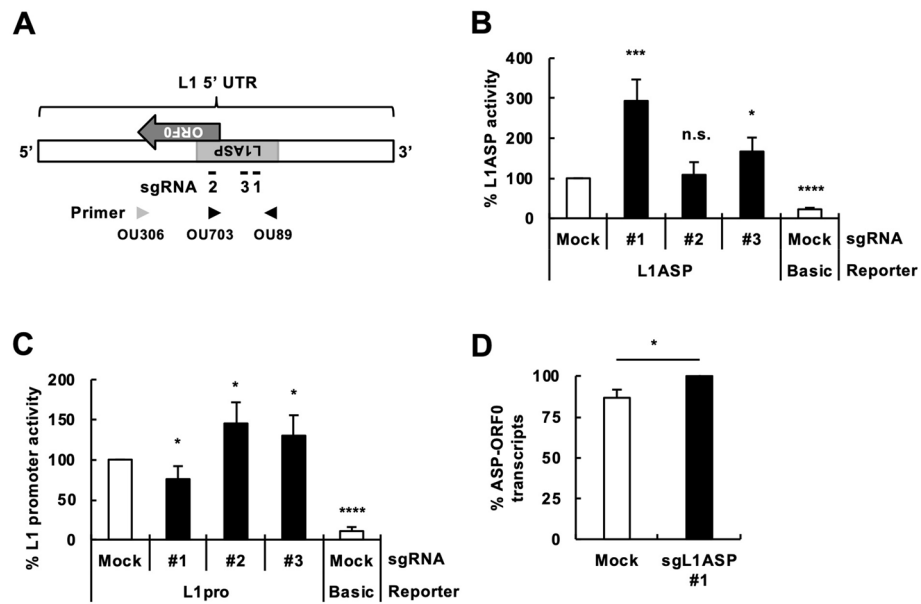 A
L1 5’ UTR
ORF0
L1ASP
5’
3’
sgRNA 2 3 1
Primer
OU306 OU703 OU89
B
% L1ASP activity
400
300
200
100
0
***
n.s.
*
****
Mock #1 #2 #3 Mock sgRNA
L1ASP Basic Reporter
C
% L1 promoter activity
200
150
100
50
0
*
*
*
****
Mock #1 #2 #3 Mock sgRNA
L1pro Basic Reporter
D
% ASP-ORF0
transcripts
100
75
50
25
0
*
Mock sgL1ASP
#1